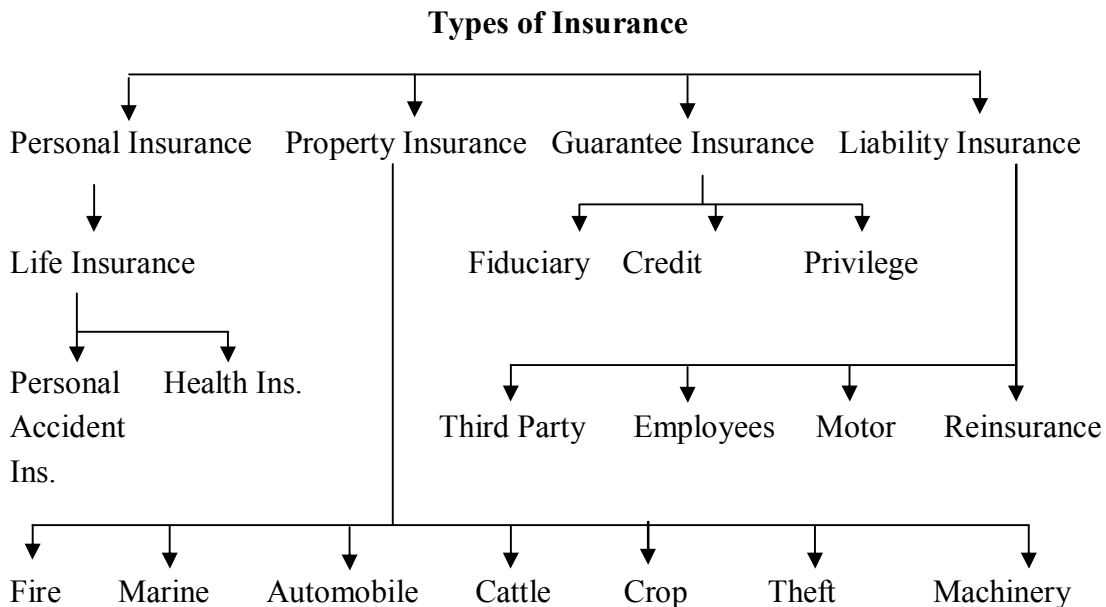 Types of Insurance
Personal Insurance Property Insurance Guarantee Insurance Liability Insurance
Life Insurance Fiduciary Credit Privilege
Personal Health Ins.
Accident Third Party Employees Motor Reinsurance
Ins.
Fire Marine Automobile Cattle Crop Theft Machinery